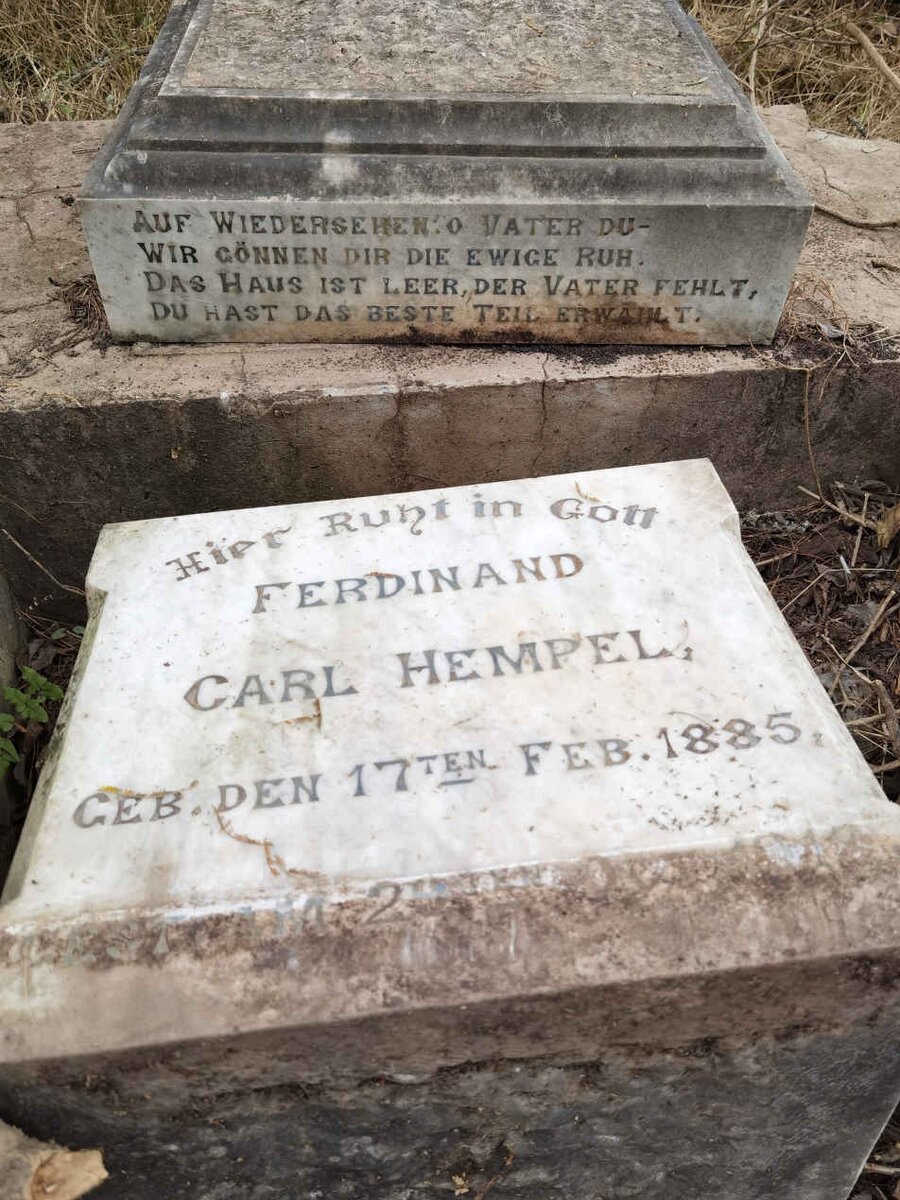 AUF WIEDERSEHEN! O VATER DU-
WIR GÖNNEN DIR DIE EWIGE RUH.
DAS HAUS IST LEER, DER VATER FEHLT,
DU HAST DAS BESTE TEIL ERWÄHLT.
Hier Ruht in Gott
FERDINAND
CARL HEMPEL,
GEB. DEN 17TEN FEB. 1885,